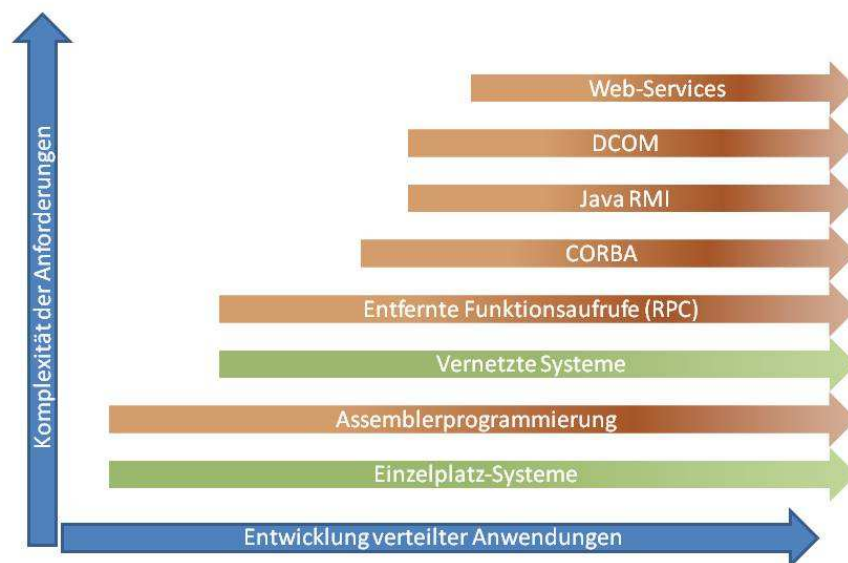 Komplexität der Anforderungen
Web-Services
DCOM
Java RMI
CORBA
Entfernte Funktionsaufrufe (RPC)
Vernetzte Systeme
Assemblerprogrammierung
Einzelplatz-Systeme
Entwicklung verteilter Anwendungen